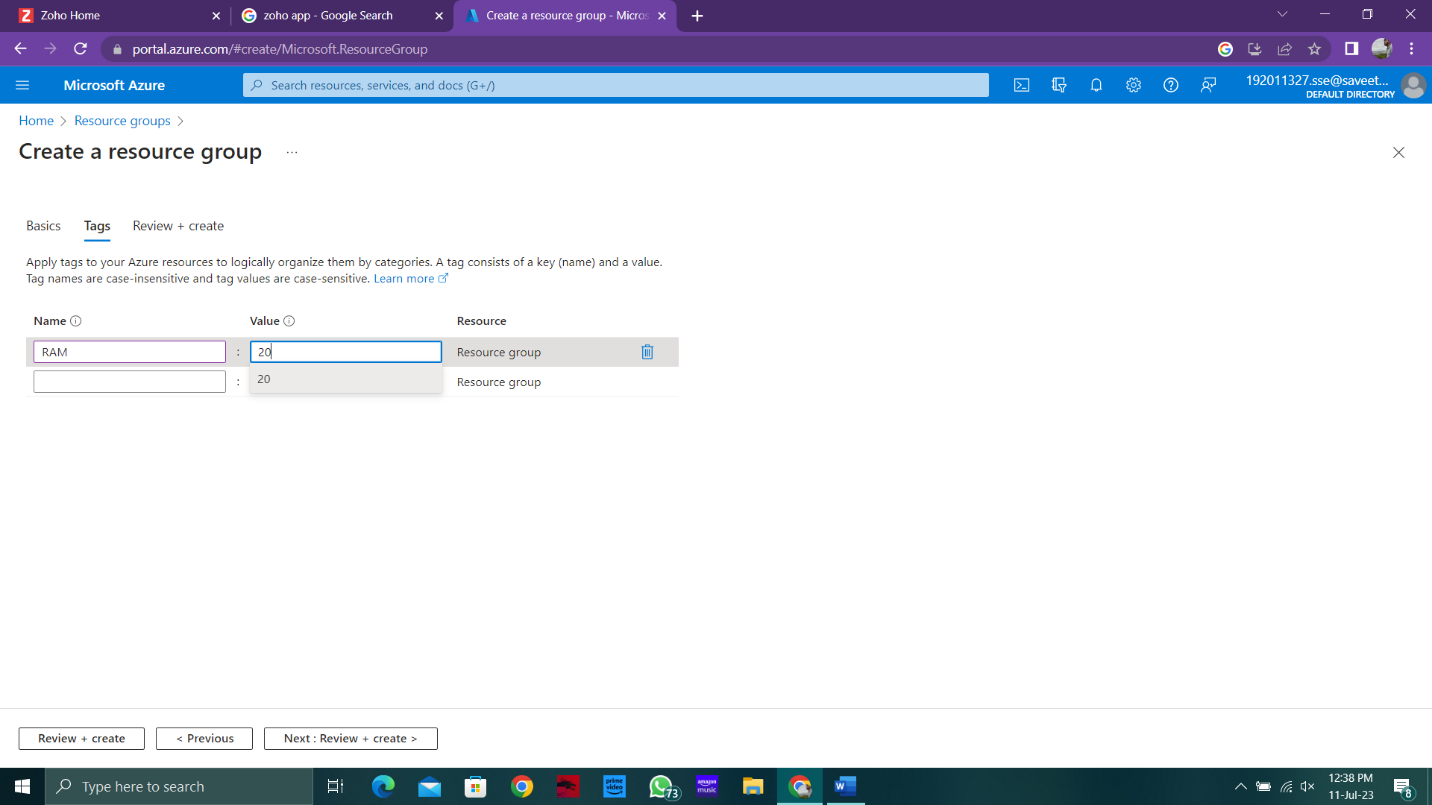 Zoho Home
zoho app - Google Search
Create a resource group - Micros
portal.azure.com/#create/Microsoft.ResourceGroup
Microsoft Azure
Search resources, services, and docs (G+/)
192011327.sse@saveet...
DEFAULT DIRECTORY
Home > Resource groups >
Create a resource group ...
Basics Tags Review + create
Apply tags to your Azure resources to logically organize them by categories. A tag consists of a key (name) and a value.
Tag names are case-insensitive and tag values are case-sensitive. Learn more
Name Value Resource
RAM : 20 Resource group
: Resource group
20
Review + create < Previous Next : Review + create >
Type here to search
prime video
73
amazon music
W
12:38 PM
11-Jul-23
8